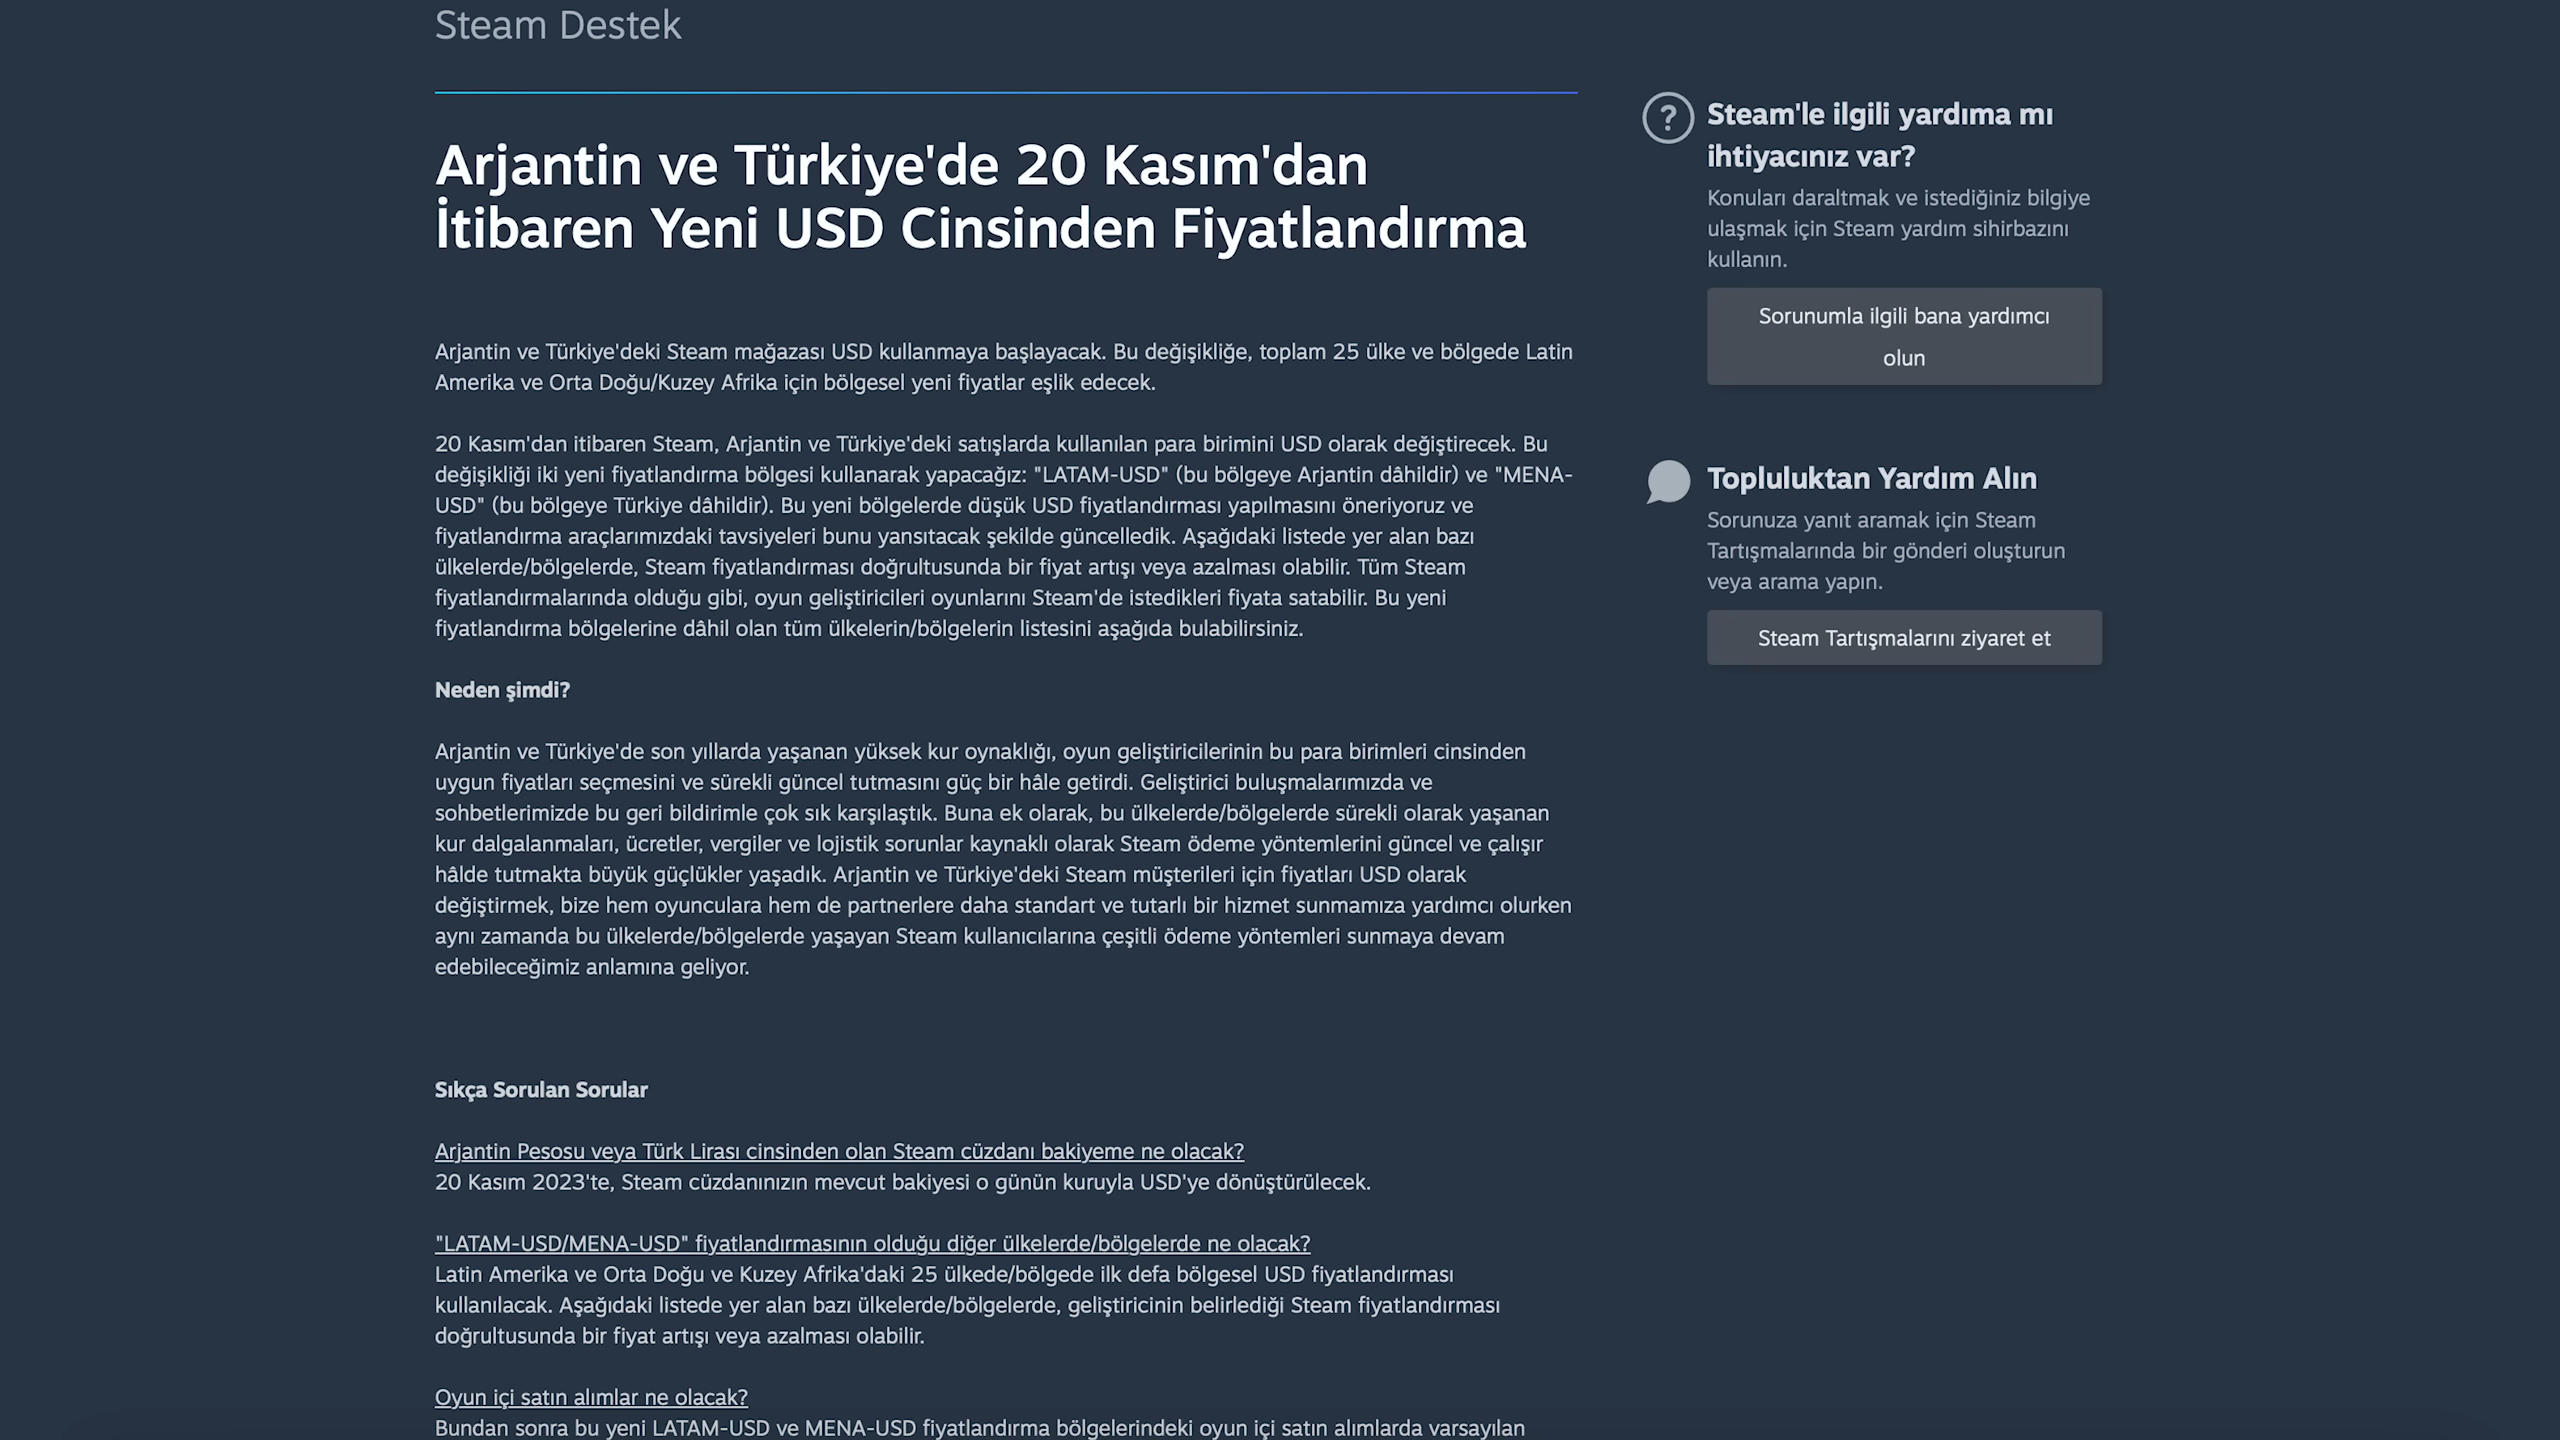 Steam Destek
Arjantin ve Türkiye'de 20 Kasım'dan
İtibaren Yeni USD Cinsinden Fiyatlandırma
Arjantin ve Türkiye'deki Steam mağazası USD kullanmaya başlayacak. Bu değişikliğe, toplam 25 ülke ve bölgede Latin
Amerika ve Orta Doğu/Kuzey Afrika için bölgesel yeni fiyatlar eşlik edecek.
20 Kasım'dan itibaren Steam, Arjantin ve Türkiye'deki satışlarda kullanılan para birimini USD olarak değiştirecek. Bu
değişikliği iki yeni fiyatlandırma bölgesi kullanarak yapacağız: "LATAM-USD" (bu bölgeye Arjantin dâhildir) ve "MENA-
USD" (bu bölgeye Türkiye dâhildir). Bu yeni bölgelerde düşük USD fiyatlandırması yapılmasını öneriyoruz ve
fiyatlandırma araçlarımızdaki tavsiyeleri bunu yansıtacak şekilde güncelledik. Aşağıdaki listede yer alan bazı
ülkelerde/bölgelerde, Steam fiyatlandırması doğrultusunda bir fiyat artışı veya azalması olabilir. Tüm Steam
fiyatlandırmalarında olduğu gibi, oyun geliştiricileri oyunlarını Steam'de istedikleri fiyata satabilir. Bu yeni
fiyatlandırma bölgelerine dâhil olan tüm ülkelerin/bölgelerin listesini aşağıda bulabilirsiniz.
Neden şimdi?
Arjantin ve Türkiye'de son yıllarda yaşanan yüksek kur oynaklığı, oyun geliştiricilerinin bu para birimleri cinsinden
uygun fiyatları seçmesini ve sürekli güncel tutmasını güç bir hâle getirdi. Geliştirici buluşmalarımızda ve
sohbetlerimizde bu geri bildirimle çok sık karşılaştık. Buna ek olarak, bu ülkelerde/bölgelerde sürekli olarak yaşanan
kur dalgalanmaları, ücretler, vergiler ve lojistik sorunlar kaynaklı olarak Steam ödeme yöntemlerini güncel ve çalışır
hâlde tutmakta büyük güçlükler yaşadık. Arjantin ve Türkiye'deki Steam müşterileri için fiyatları USD olarak
değiştirmek, bize hem oyunculara hem de partnerlere daha standart ve tutarlı bir hizmet sunmamıza yardımcı olurken
aynı zamanda bu ülkelerde/bölgelerde yaşayan Steam kullanıcılarına çeşitli ödeme yöntemleri sunmaya devam
edebileceğimiz anlamına geliyor.
Sıkça Sorulan Sorular
Arjantin Pesosu veya Türk Lirası cinsinden olan Steam cüzdanı bakiyeme ne olacak?
20 Kasım 2023'te, Steam cüzdanınızın mevcut bakiyesi o günün kuruyla USD'ye dönüştürülecek.
"LATAM-USD/MENA-USD" fiyatlandırmasının olduğu diğer ülkelerde/bölgelerde ne olacak?
Latin Amerika ve Orta Doğu ve Kuzey Afrika'daki 25 ülkede/bölgede ilk defa bölgesel USD fiyatlandırması
kullanılacak. Aşağıdaki listede yer alan bazı ülkelerde/bölgelerde, geliştiricinin belirlediği Steam fiyatlandırması
doğrultusunda bir fiyat artışı veya azalması olabilir.
Oyun içi satın alımlar ne olacak?
Bundan sonra bu yeni LATAM-USD ve MENA-USD fiyatlandırma bölgelerindeki oyun içi satın alımlarda varsayılan
?
Steam'le ilgili yardıma mı
ihtiyacınız var?
Konuları daraltmak ve istediğiniz bilgiye
ulaşmak için Steam yardım sihirbazını
kullanın.
Sorunumla ilgili bana yardımcı
olun
Topluluktan Yardım Alın
Sorunuza yanıt aramak için Steam
Tartışmalarında bir gönderi oluşturun
veya arama yapın.
Steam Tartışmalarını ziyaret et